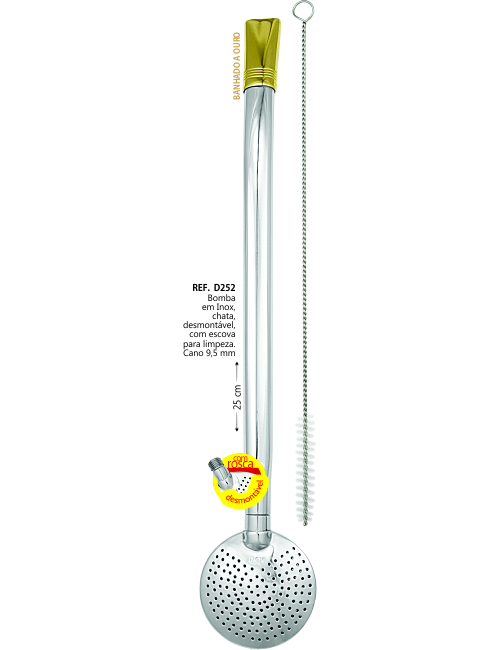 BANHADO A OURO
REF. D252
Bomba
em Inox,
chata,
desmontável,
com escova
para limpeza.
Cano 9,5 mm
25 cm
com
rosca
desmontável